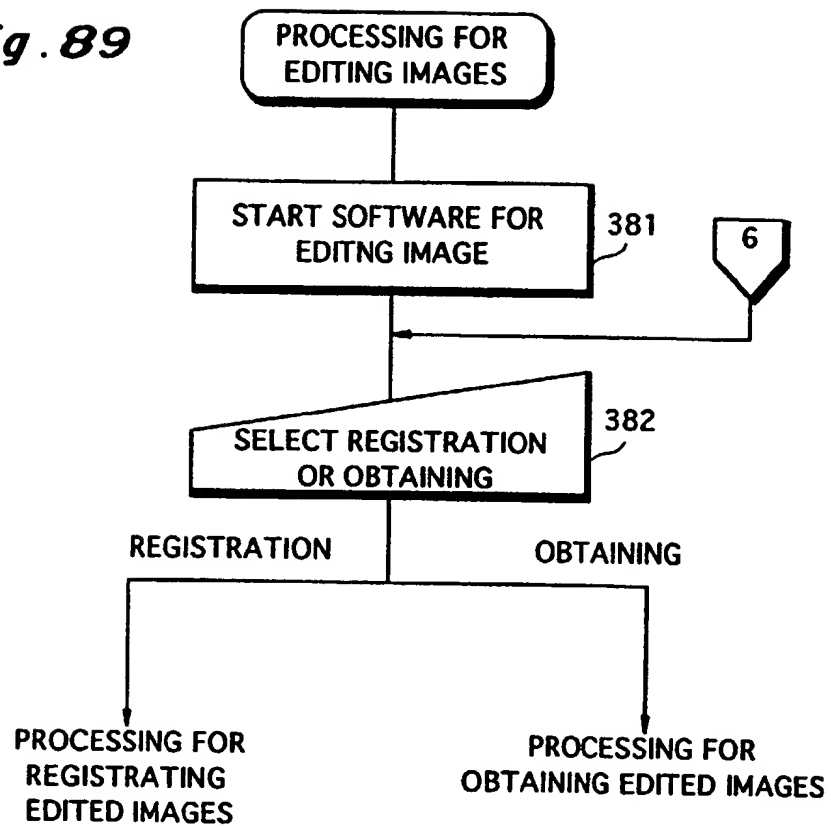 g. 89
PROCESSING FOR
EDITING IMAGES
START SOFTWARE FOR
EDITNG IMAGE
381
6
SELECT REGISTRATION
OR OBTAINING
382
REGISTRATION
OBTAINING
PROCESSING FOR
REGISTRATING
EDITED IMAGES
PROCESSING FOR
OBTAINING EDITED IMAGES